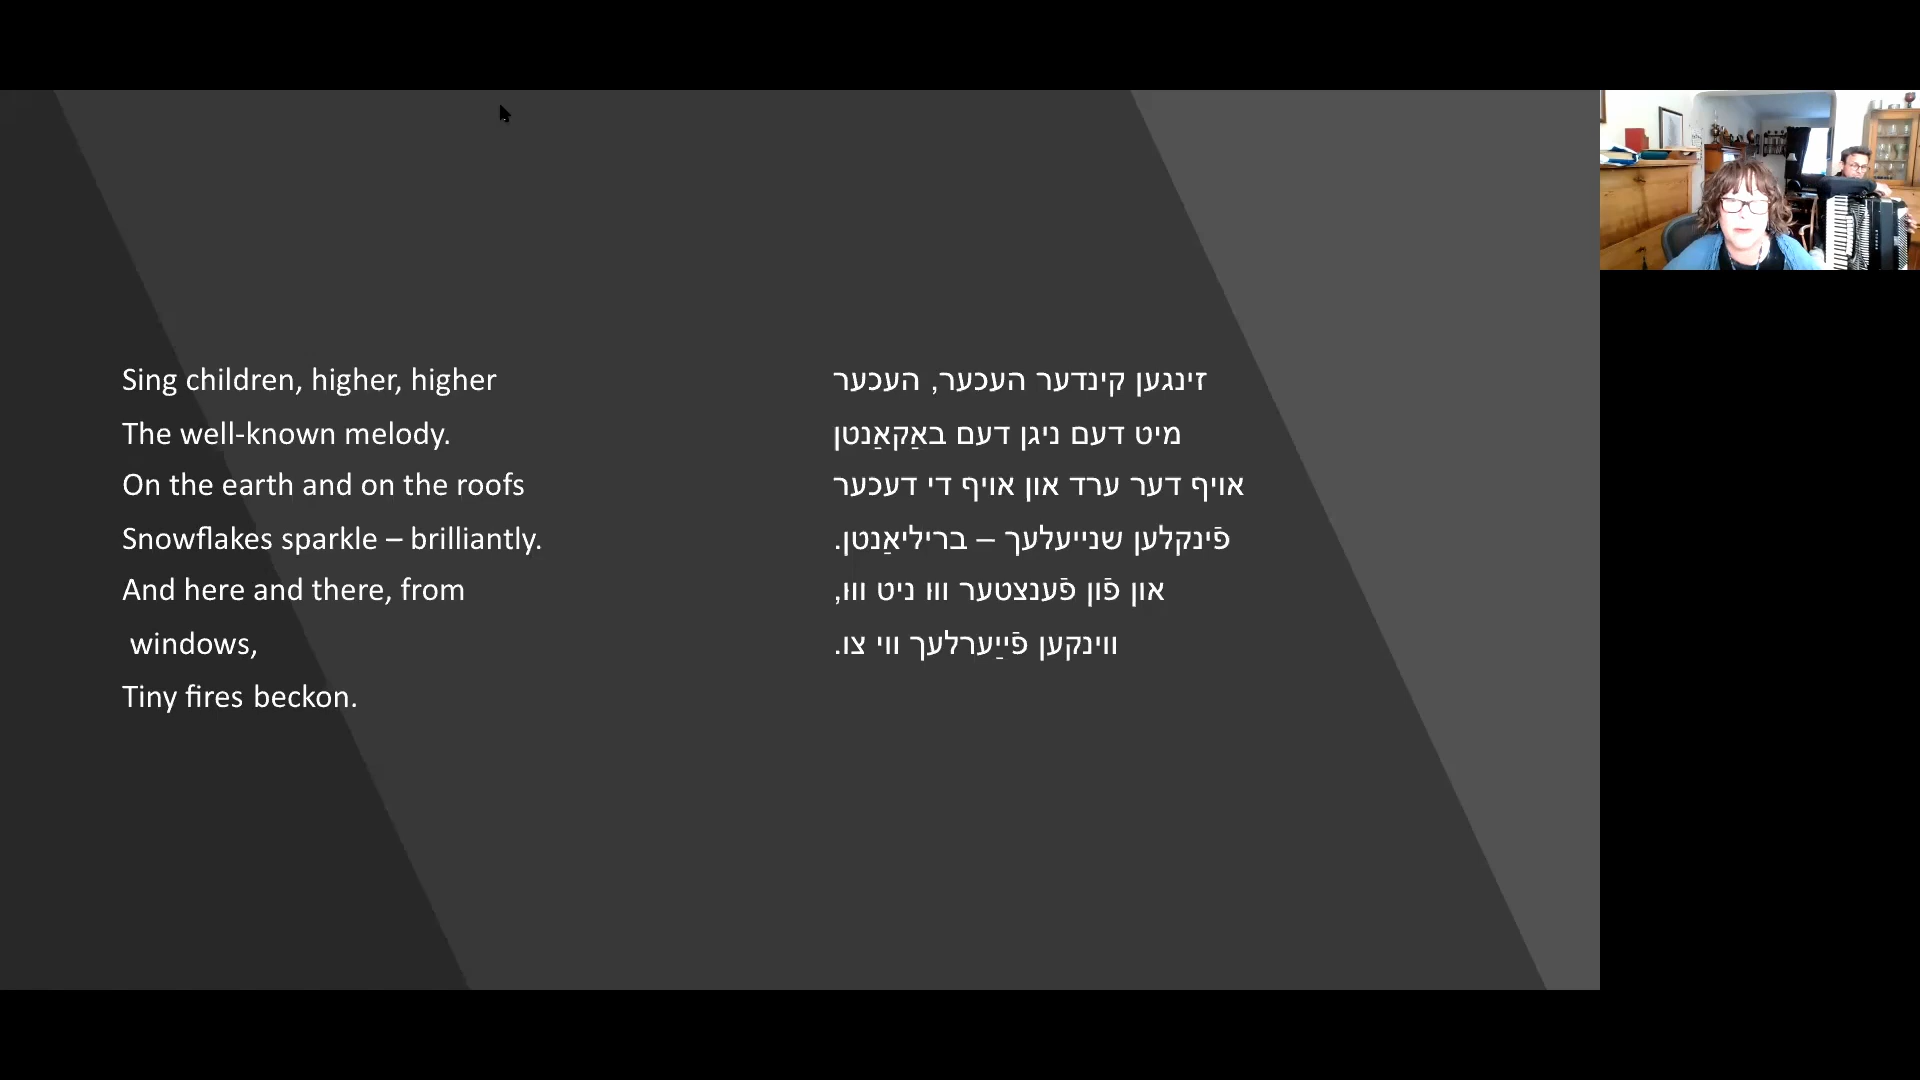 Sing children, higher, higher
The well-known melody.
On the earth and on the roofs
Snowflakes sparkle – brilliantly.
And here and there, from
windows,
Tiny fires beckon.
זינגען קינדער העכער, העכער
מיט דעם ניגן דעם באַקאַנטן
אויף דער ערד און אויף די דעכער
פֿינקלען שנייעלעך – בריליאַנטן.
און פֿון פֿענצטער וווּ ניט וווּ,
ווינקען פֿייַערלעך ווי צו.